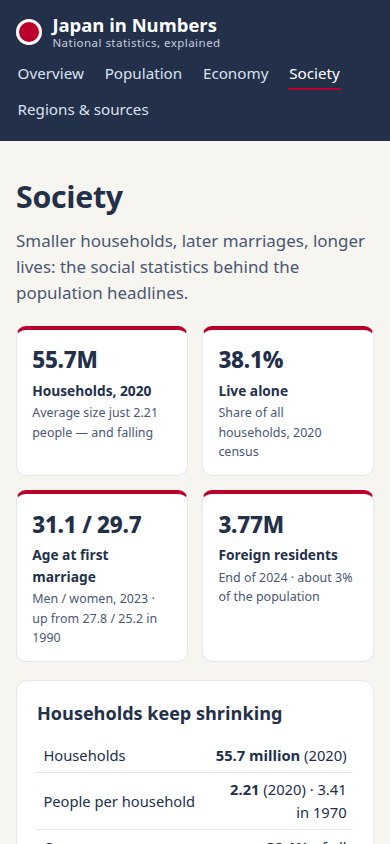 Japan in Numbers
National statistics, explained
Overview Population Economy Society
Regions & sources
Society
Smaller households, later marriages, longer
lives: the social statistics behind the
population headlines.
55.7M
Households, 2020
Average size just 2.21
people — and falling
38.1%
Live alone
Share of all
households, 2020
census
31.1 / 29.7
Age at first
marriage
Men / women, 2023 ·
up from 27.8 / 25.2 in
1990
3.77M
Foreign residents
End of 2024 · about 3%
of the population
Households keep shrinking
Households 55.7 million (2020)
People per household 2.21 (2020) · 3.41
in 1970